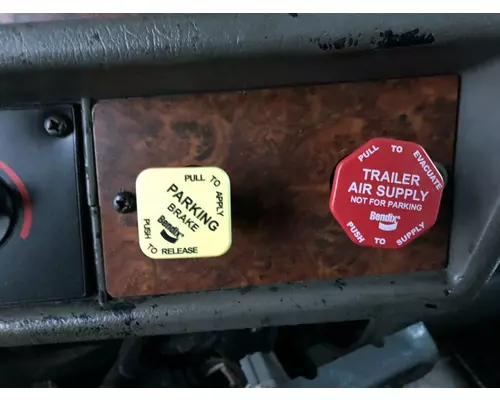 PULL TO APPLY
PARKING
BRAKE
Bendix
PUSH TO RELEASE
PULL TO EVACUATE
TRAILER
AIR SUPPLY
NOT FOR PARKING
Bendix
PUSH TO SUPPLY